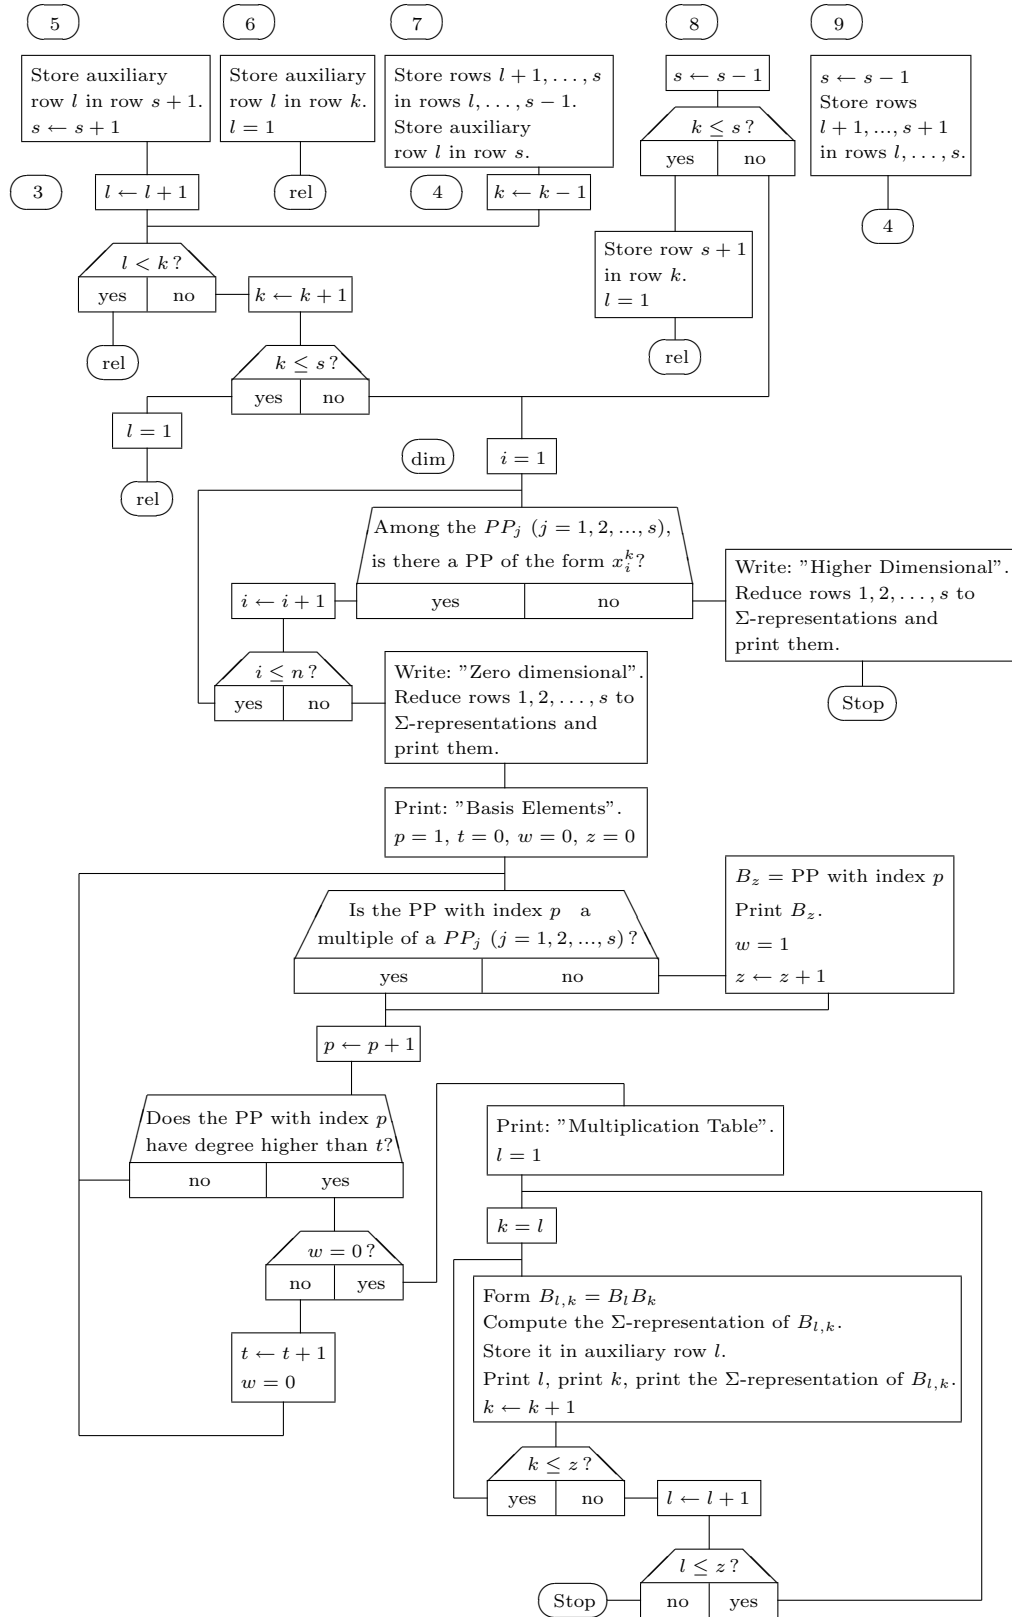 5
6
7
8
9
Store auxiliary
row l in row s + 1.
s ← s + 1
Store auxiliary
row l in row k.
l = 1
Store rows l + 1, . . . , s
in rows l, . . . , s − 1.
Store auxiliary
row l in row s.
s ← s − 1
k ≤ s ?
yes
no
s ← s − 1
Store rows
l + 1, ..., s + 1
in rows l, . . . , s.
3
l ← l + 1
rel
4
k ← k − 1
4
l < k ?
yes
no
k ← k + 1
Store row s + 1
in row k.
l = 1
rel
k ≤ s ?
yes
no
rel
l = 1
rel
dim
i = 1
Among the PP_j (j = 1, 2, ..., s),
is there a PP of the form x_i^k?
yes
no
i ← i + 1
Write: ”Higher Dimensional”.
Reduce rows 1, 2, . . . , s to
Σ-representations and
print them.
Stop
i ≤ n ?
yes
no
Write: ”Zero dimensional”.
Reduce rows 1, 2, . . . , s to
Σ-representations and
print them.
Print: ”Basis Elements”.
p = 1, t = 0, w = 0, z = 0
Is the PP with index p a
multiple of a PP_j (j = 1, 2, ..., s) ?
yes
no
B_z = PP with index p
Print B_z.
w = 1
z ← z + 1
p ← p + 1
Does the PP with index p
have degree higher than t?
no
yes
w = 0 ?
no
yes
t ← t + 1
w = 0
Print: ”Multiplication Table”.
l = 1
k = l
Form B_{l,k} = B_l B_k
Compute the Σ-representation of B_{l,k}.
Store it in auxiliary row l.
Print l, print k, print the Σ-representation of B_{l,k}.
k ← k + 1
k ≤ z ?
yes
no
l ← l + 1
l ≤ z ?
no
yes
Stop